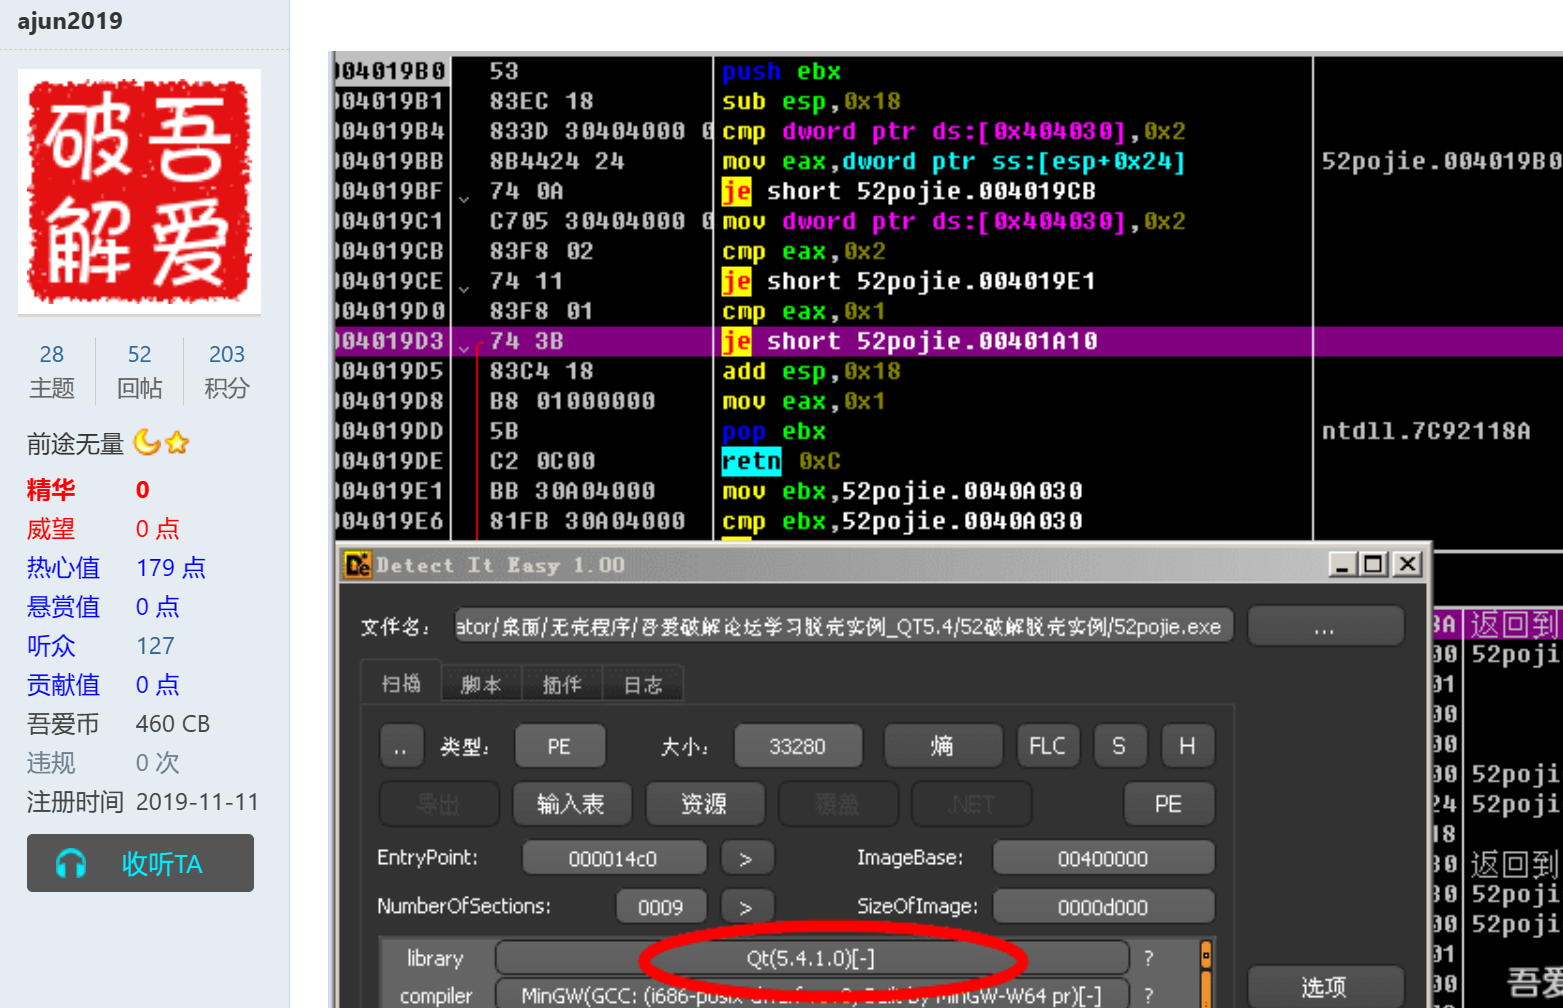 ajun2019
破 吾
解 爱
28 52 203
主题 回帖 积分
前途无量
精华 0
威望 0 点
热心值 179 点
悬赏值 0 点
听众 127
贡献值 0 点
吾爱币 460 CB
违规 0 次
注册时间 2019-11-11
收听TA
004019B0 53 push ebx
004019B1 83EC 18 sub esp,0x18
004019B4 833D 30404000 0 cmp dword ptr ds:[0x404030],0x2
004019BB 8B4424 24 mov eax,dword ptr ss:[esp+0x24] 52pojie.004019B0
004019BF 74 0A je short 52pojie.004019CB
004019C1 C705 30404000 0 mov dword ptr ds:[0x404030],0x2
004019CB 83F8 02 cmp eax,0x2
004019CE 74 11 je short 52pojie.004019E1
004019D0 83F8 01 cmp eax,0x1
004019D3 74 3B je short 52pojie.00401A10
004019D5 83C4 18 add esp,0x18
004019D8 B8 01000000 mov eax,0x1
004019DD 5B pop ebx ntdll.7C92118A
004019DE C2 0C00 retn 0xC
004019E1 BB 30A04000 mov ebx,52pojie.0040A030
004019E6 81FB 30A04000 cmp ebx,52pojie.0040A030
Detect It Easy 1.00
文件名: ator/桌面/无壳程序/吾爱破解论坛学习脱壳实例_QT5.4/52破解脱壳实例/52pojie.exe ...
扫描 脚本 插件 日志
.. 类型: PE 大小: 33280 熵 FLC S H
导出 输入表 资源 覆盖 .NET PE
EntryPoint: 000014c0 > ImageBase: 00400000
NumberOfSections: 0009 > SizeOfImage: 0000d000
library Qt(5.4.1.0)[-] ?
compiler MinGW(GCC: (i686-posix- by MinGW-W64 pr)[-] ?
选项
8A 返回到
00 52poji
01
00
00
00 52poji
24 52poji
18
30 返回到
30 52poji
00 52poji
01
00
吾爱